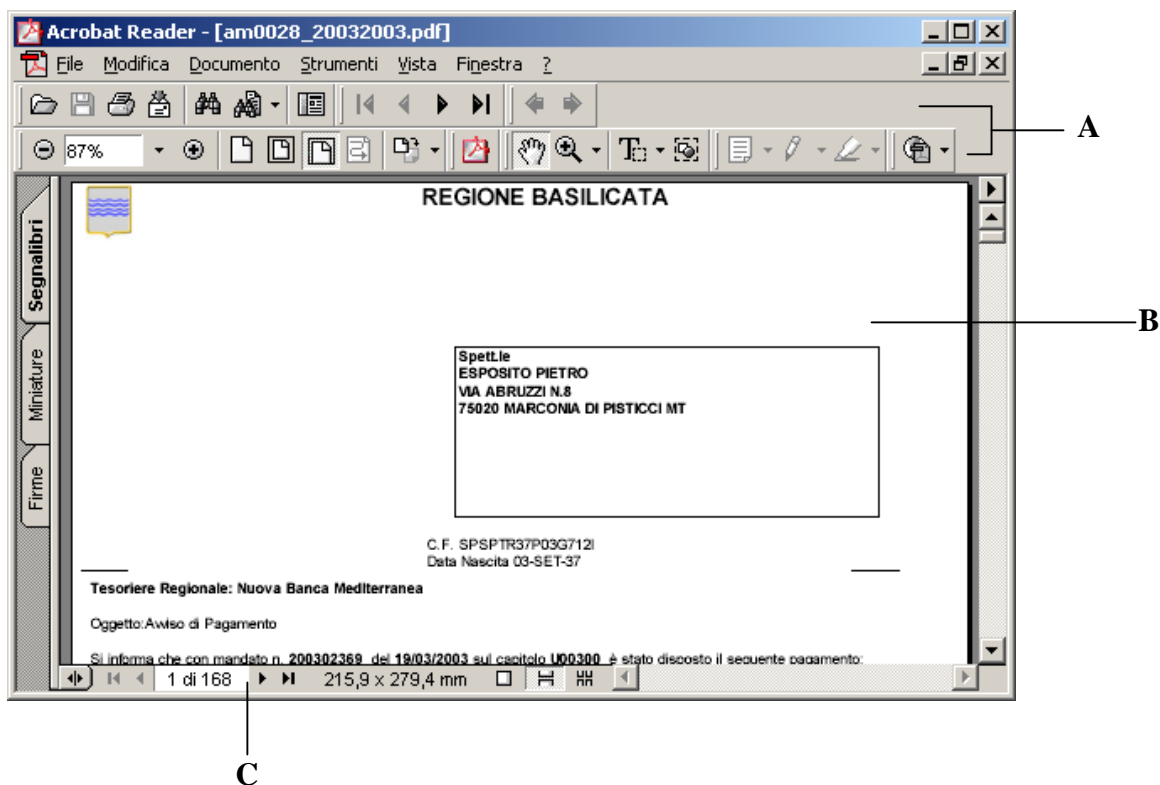 Acrobat Reader - [am0028_20032003.pdf]
File Modifica Documento Strumenti Vista Finestra ?
A
87%
REGIONE BASILICATA
Segnalibri
Miniature
Firme
B
Spett.le
ESPOSITO PIETRO
VIA ABRUZZI N.8
75020 MARCONIA DI PISTICCI MT
C.F. SPSPTR37P03G712I
Data Nascita 03-SET-37
Tesoriere Regionale: Nuova Banca Mediterranea
Oggetto:Avviso di Pagamento
Si informa che con mandato n. 200302369 del 19/03/2003 sul capitolo U00300 è stato disposto il seguente pagamento:
1 di 168 215,9 x 279,4 mm
C